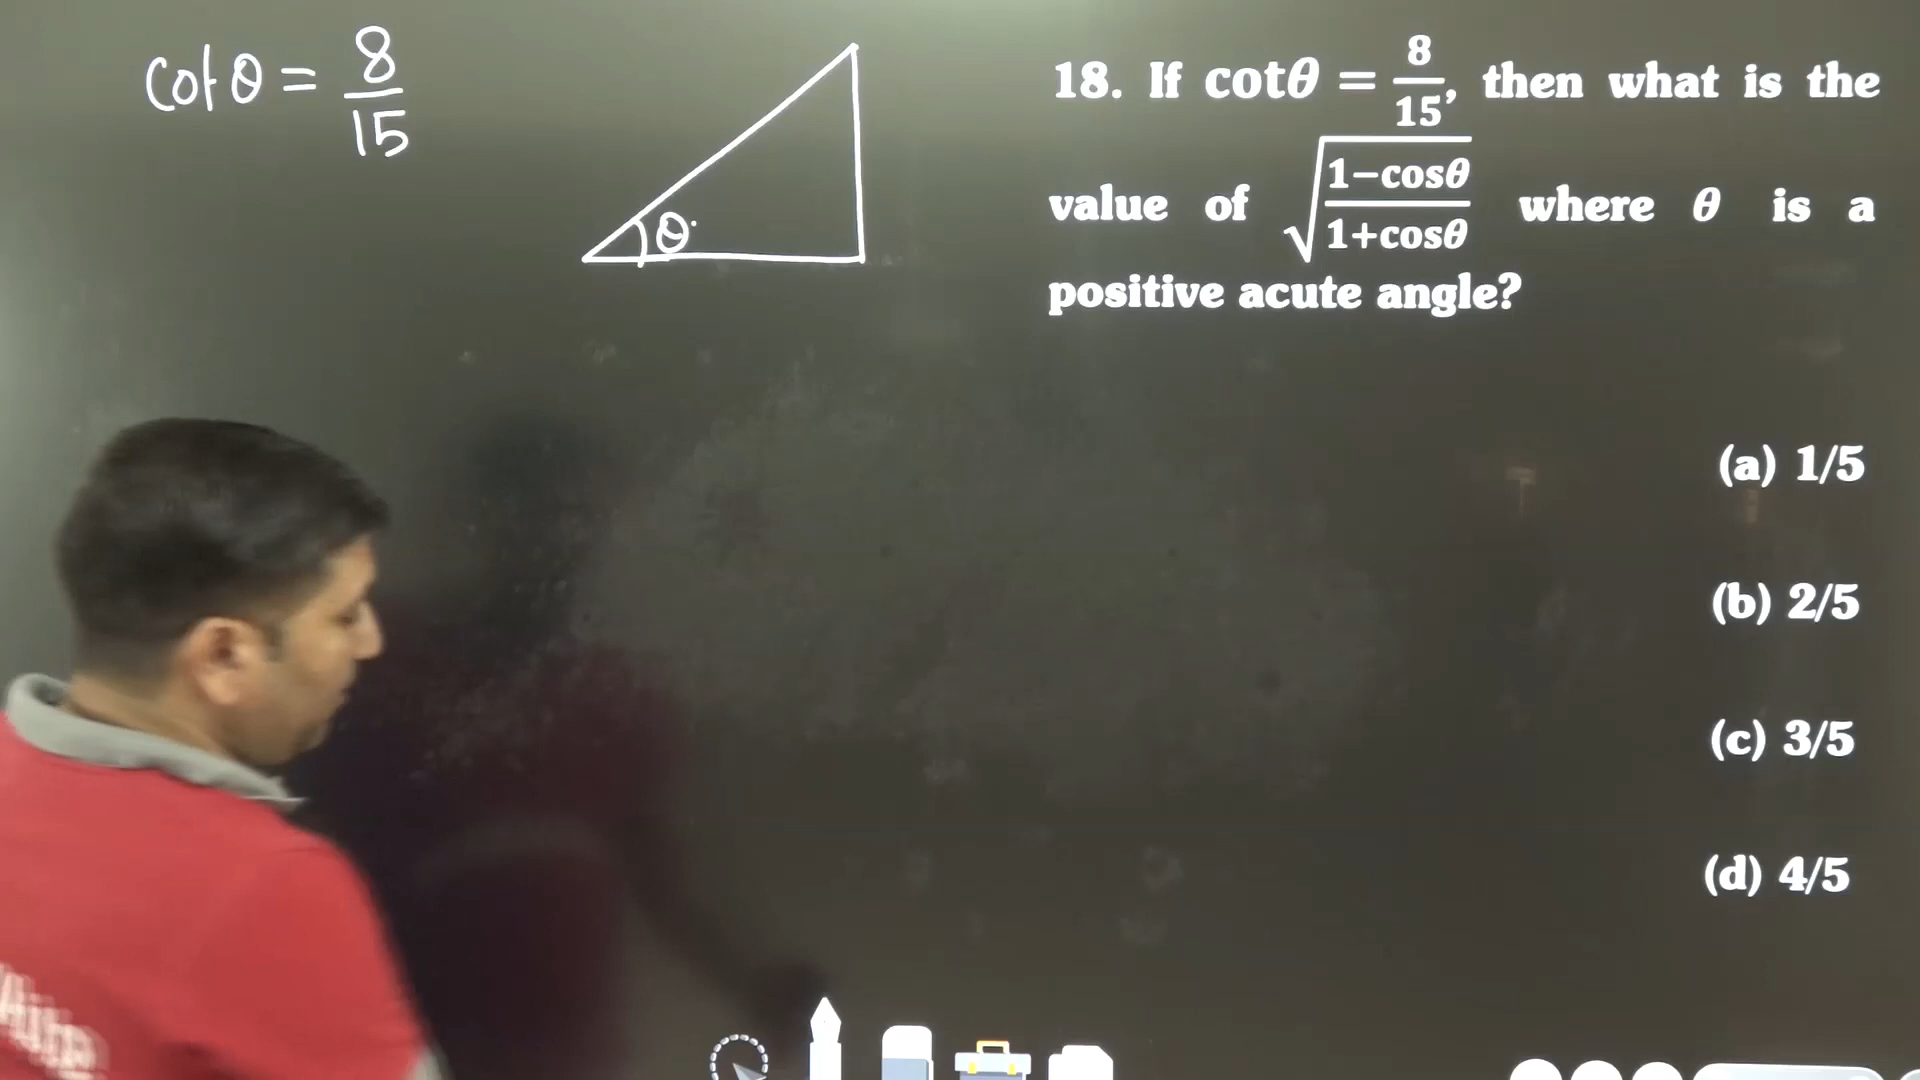 cot θ = 8/15
θ
18. If cotθ = 8/15, then what is the
value of √((1−cosθ)/(1+cosθ)) where θ is a
positive acute angle?
(a) 1/5
(b) 2/5
(c) 3/5
(d) 4/5